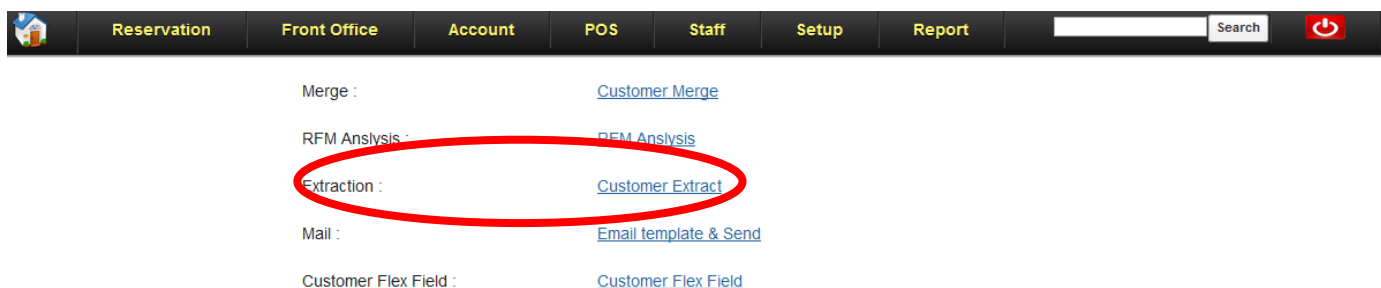 Reservation Front Office Account POS Staff Setup Report Search
Merge : Customer Merge
RFM Anslysis : RFM Anslysis
Extraction : Customer Extract
Mail : Email template & Send
Customer Flex Field : Customer Flex Field